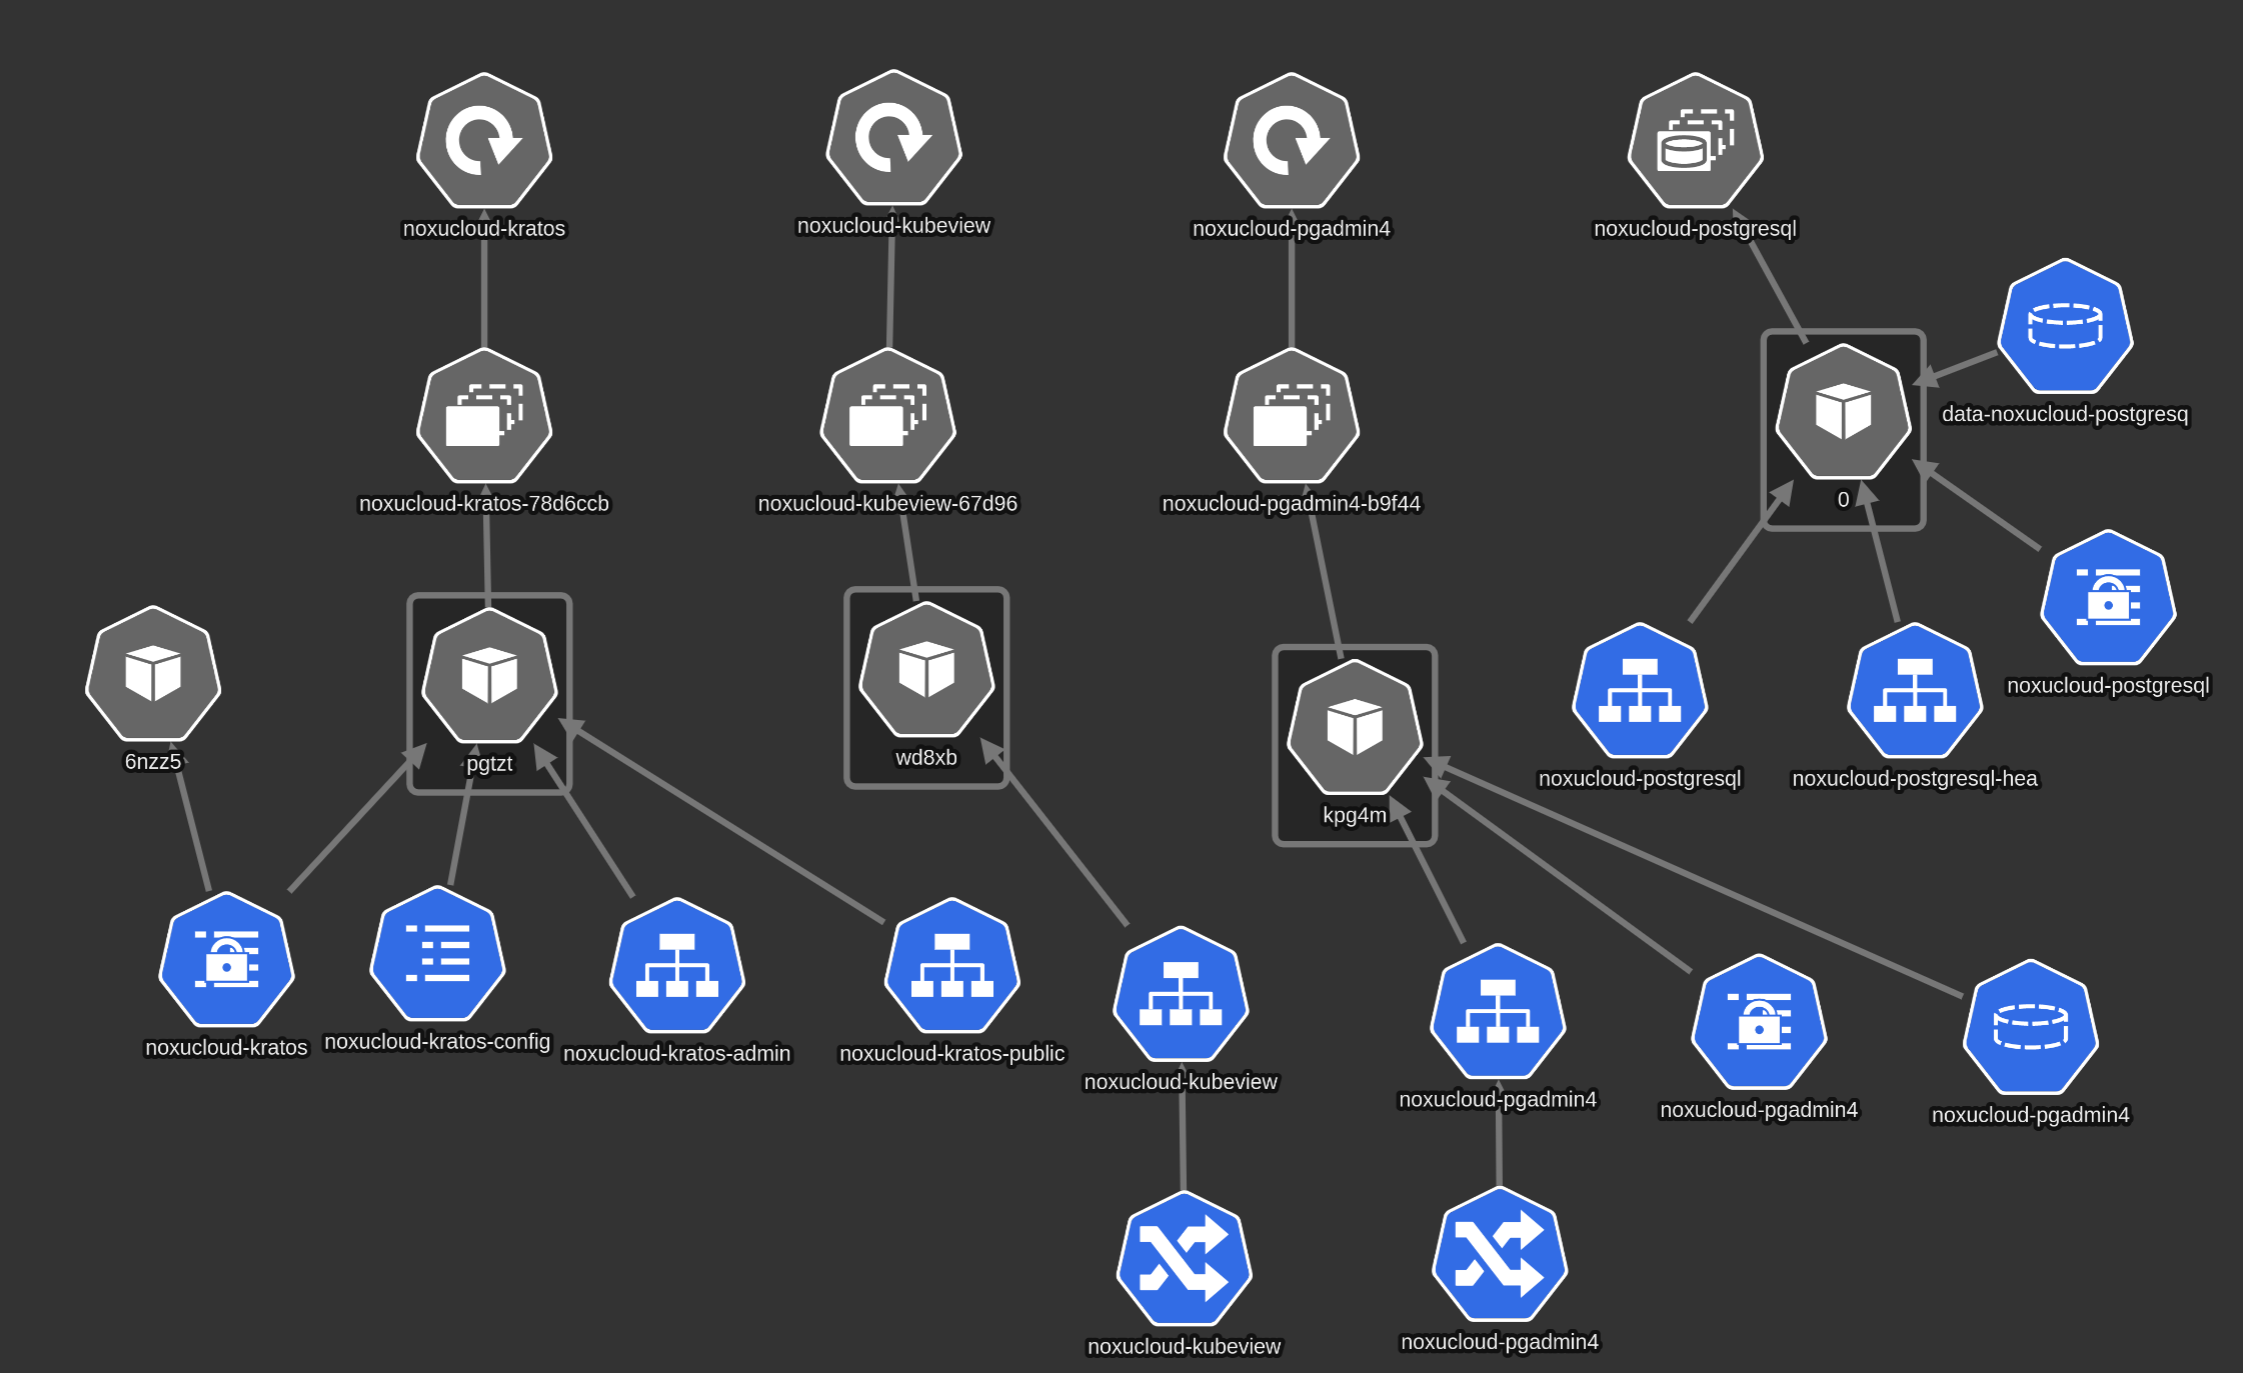 noxucloud-kratos
noxucloud-kubeview
noxucloud-pgadmin4
noxucloud-postgresql
data-noxucloud-postgresq
noxucloud-kratos-78d6ccb
noxucloud-kubeview-67d96
noxucloud-pgadmin4-b9f44
0
noxucloud-postgresql
6nzz5
pgtzt
wd8xb
kpg4m
noxucloud-postgresql
noxucloud-postgresql-hea
noxucloud-kratos
noxucloud-kratos-config
noxucloud-kratos-admin
noxucloud-kratos-public
noxucloud-kubeview
noxucloud-pgadmin4
noxucloud-pgadmin4
noxucloud-pgadmin4
noxucloud-kubeview
noxucloud-pgadmin4